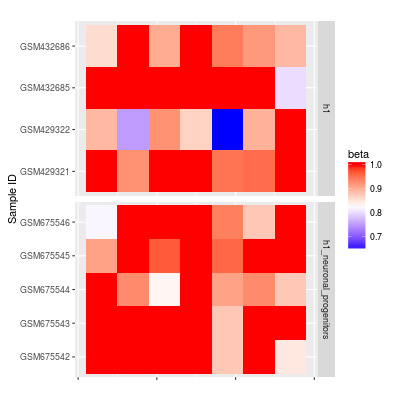 GSM432686
GSM432685
GSM429322
GSM429321
h1
GSM675546
GSM675545
GSM675544
GSM675543
GSM675542
h1_neuronal_progenitors
Sample ID
beta
1.0
0.9
0.8
0.7